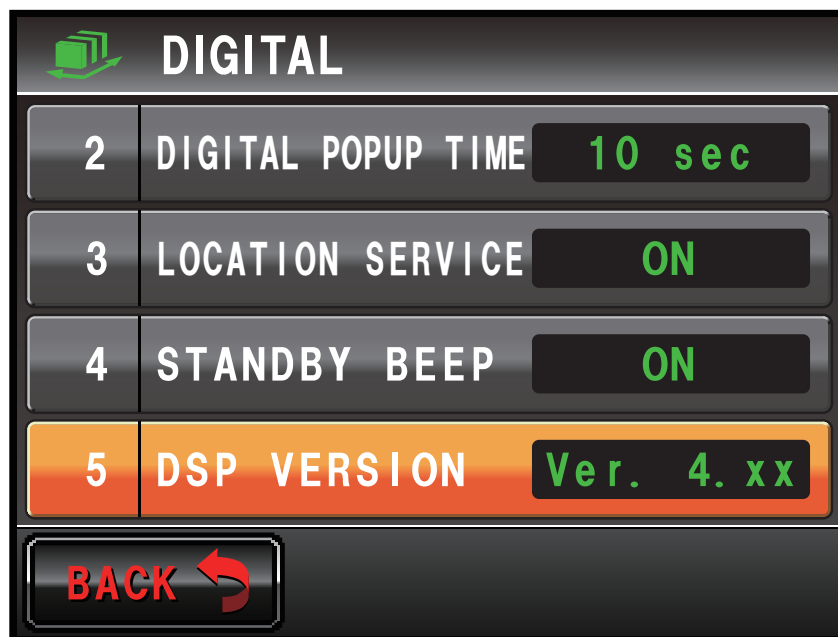 DIGITAL
2 DIGITAL POPUP TIME 10 sec
3 LOCATION SERVICE ON
4 STANDBY BEEP ON
5 DSP VERSION Ver. 4.xx
BACK